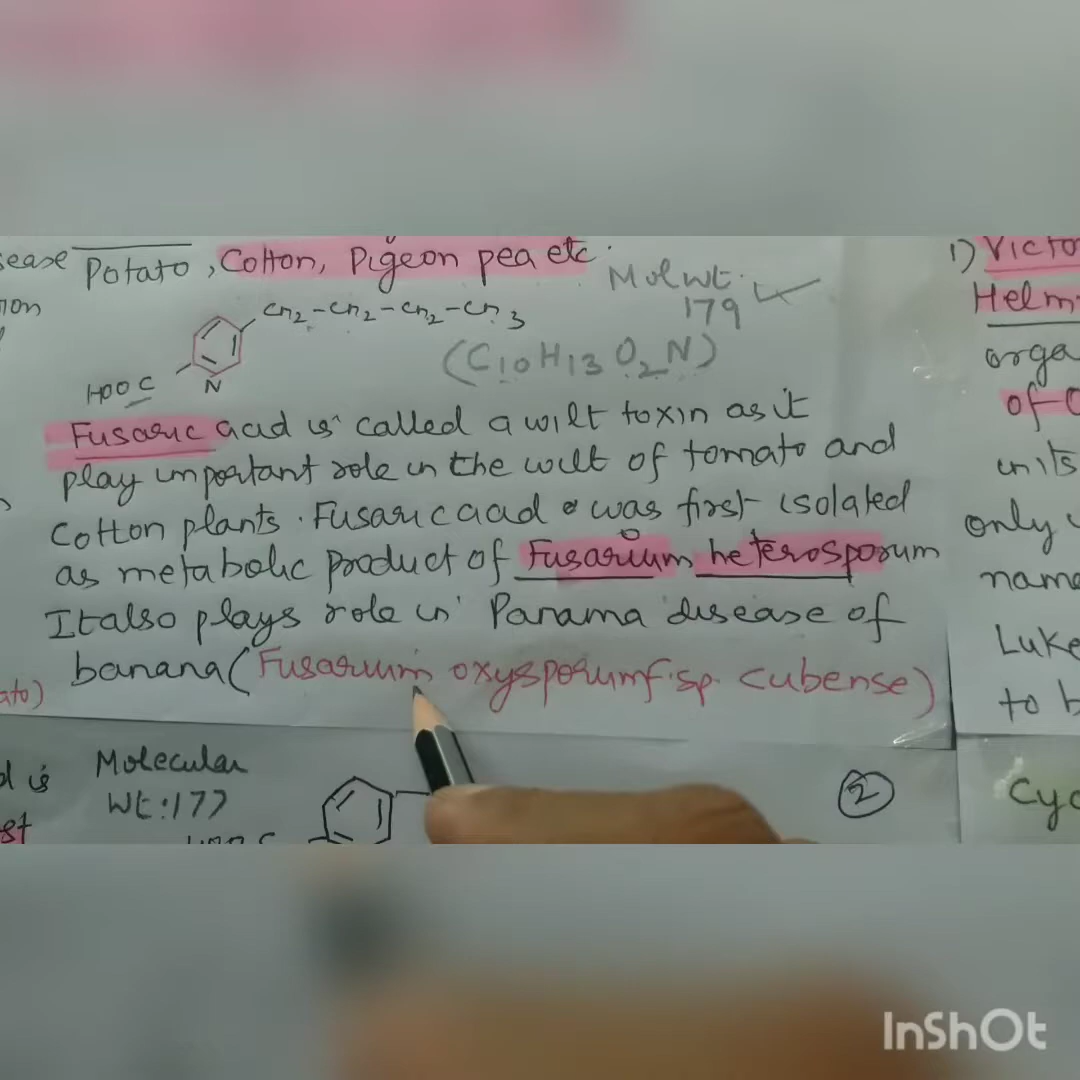 sease Potato, Cotton, Pigeon pea etc.
Mol wt.
179
CH2-CH2-CH2-CH3
(C10H13O2N)
HOOC
N
Fusaric acid is called a wilt toxin as it
play important role in the wilt of tomato and
cotton plants. Fusaric acid was first isolated
as metabolic product of Fusarium heterosporum
It also plays role in Panama disease of
banana (Fusarium oxysporum f. sp. cubense)
ato)
d is
st
Molecular
wt: 177
HOOC
2
1) Victo
Helm
orga
of-C
units
only
name
Luke
to b
Cyc
InShOt